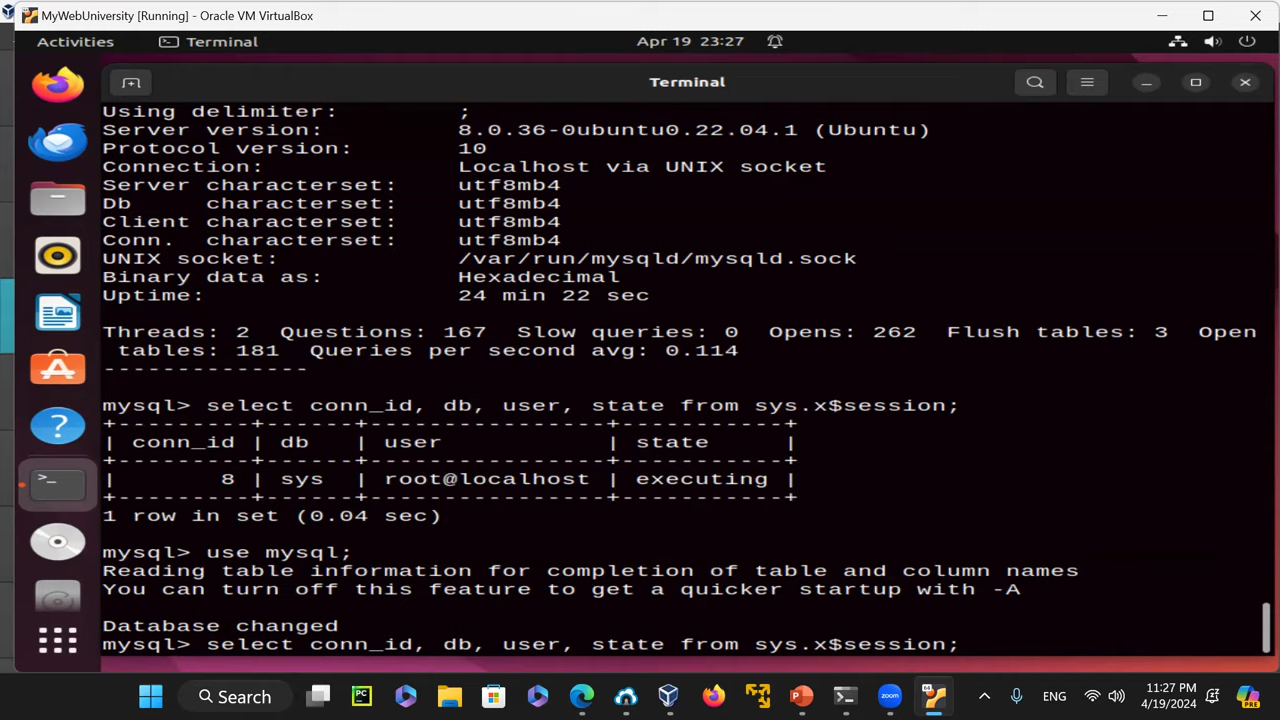 MyWebUniversity [Running] - Oracle VM VirtualBox
Activities Terminal Apr 19 23:27
Terminal
Using delimiter: ;
Server version: 8.0.36-0ubuntu0.22.04.1 (Ubuntu)
Protocol version: 10
Connection: Localhost via UNIX socket
Server characterset: utf8mb4
Db characterset: utf8mb4
Client characterset: utf8mb4
Conn. characterset: utf8mb4
UNIX socket: /var/run/mysqld/mysqld.sock
Binary data as: Hexadecimal
Uptime: 24 min 22 sec
Threads: 2 Questions: 167 Slow queries: 0 Opens: 262 Flush tables: 3 Open
tables: 181 Queries per second avg: 0.114
--------------
mysql> select conn_id, db, user, state from sys.x$session;
+---------+------+----------------+-----------+
| conn_id | db | user | state |
+---------+------+----------------+-----------+
| 8 | sys | root@localhost | executing |
+---------+------+----------------+-----------+
1 row in set (0.04 sec)
mysql> use mysql;
Reading table information for completion of table and column names
You can turn off this feature to get a quicker startup with -A
Database changed
mysql> select conn_id, db, user, state from sys.x$session;
Search PC zoom ENG 11:27 PM PRE
4/19/2024